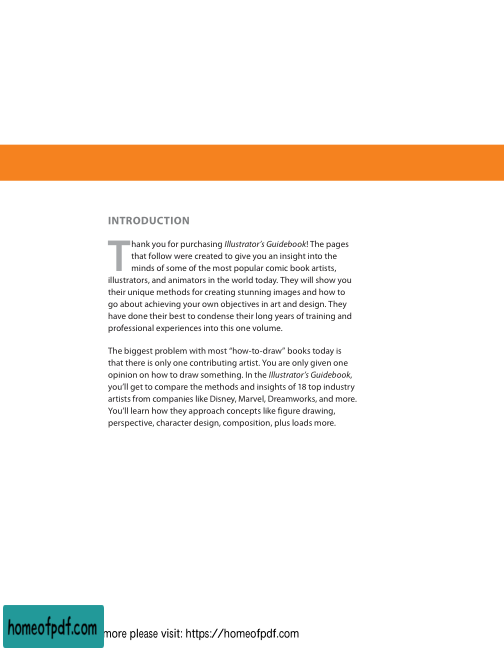 INTRODUCTION
Thank you for purchasing Illustrator's Guidebook! The pages
that follow were created to give you an insight into the
minds of some of the most popular comic book artists,
illustrators, and animators in the world today. They will show you
their unique methods for creating stunning images and how to
go about achieving your own objectives in art and design. They
have done their best to condense their long years of training and
professional experiences into this one volume.
The biggest problem with most “how-to-draw” books today is
that there is only one contributing artist. You are only given one
opinion on how to draw something. In the Illustrator's Guidebook,
you'll get to compare the methods and insights of 18 top industry
artists from companies like Disney, Marvel, Dreamworks, and more.
You'll learn how they approach concepts like figure drawing,
perspective, character design, composition, plus loads more.
homeofpdf.com more please visit: https://homeofpdf.com